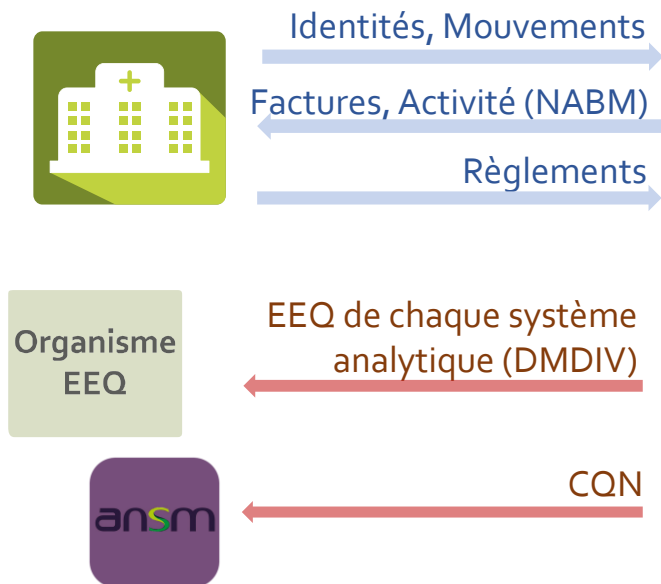 Identités, Mouvements
Factures, Activité (NABM)
Règlements
Organisme
EEQ
EEQ de chaque système
analytique (DMDIV)
ansm
CQN